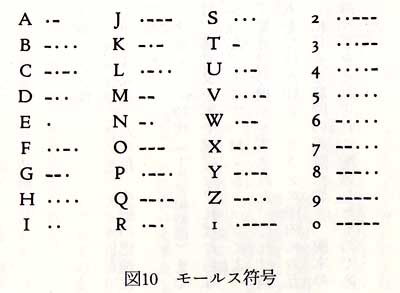 A ·– J ·––– S ··· 2 ··–––
B –··· K –·– T – 3 ···––
C –·–· L ·–·· U ··– 4 ····–
D –·· M –– V ···– 5 ·····
E · N –· W ·–– 6 –····
F ··–· O ––– X –··– 7 ––···
G ––· P ·––· Y –·–– 8 –––··
H ···· Q ––·– Z ––·· 9 ––––·
I ·· R ·–· 1 ·–––– 0 –––––
図10 モールス符号